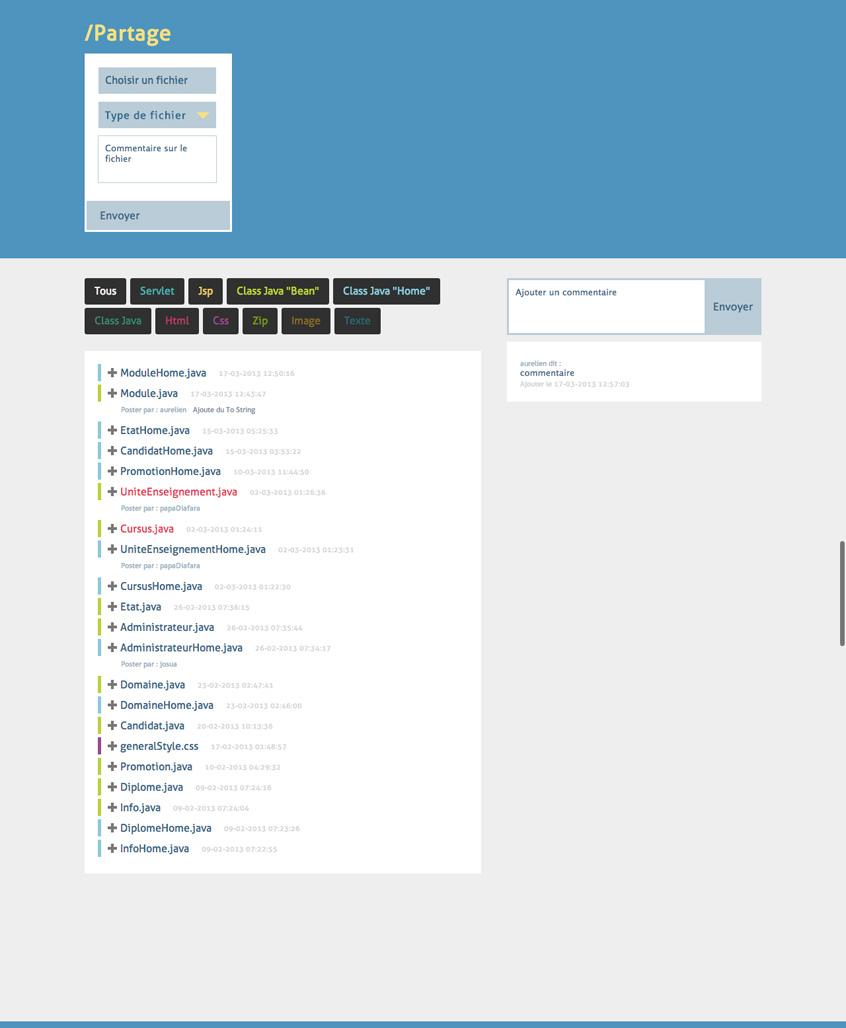 /Partage
Choisir un fichier
Type de fichier
Commentaire sur le
fichier
Envoyer
Tous Servlet Jsp Class Java "Bean" Class Java "Home"
Class Java Html Css Zip Image Texte
ModuleHome.java 17-03-2013 12:50:16
Module.java 17-03-2013 12:43:47
Poster par : aurelien Ajoute du To String
EtatHome.java 15-03-2013 05:25:33
CandidatHome.java 15-03-2013 03:53:22
PromotionHome.java 10-03-2013 11:44:50
UniteEnseignement.java 02-03-2013 01:26:36
Poster par : papaDiafara
Cursus.java 02-03-2013 01:24:11
UniteEnseignementHome.java 02-03-2013 01:23:31
Poster par : papaDiafara
CursusHome.java 02-03-2013 01:22:30
Etat.java 26-02-2013 07:36:15
Administrateur.java 26-02-2013 07:35:44
AdministrateurHome.java 26-02-2013 07:34:17
Poster par : josua
Domaine.java 23-02-2013 02:47:41
DomaineHome.java 23-02-2013 02:46:00
Candidat.java 20-02-2013 10:13:36
generalStyle.css 17-02-2013 01:48:57
Promotion.java 10-02-2013 04:29:32
Diplome.java 09-02-2013 07:24:16
Info.java 09-02-2013 07:24:04
DiplomeHome.java 09-02-2013 07:23:26
InfoHome.java 09-02-2013 07:22:55
Ajouter un commentaire
Envoyer
aurelien dit :
commentaire
Ajouter le 17-03-2013 12:57:03